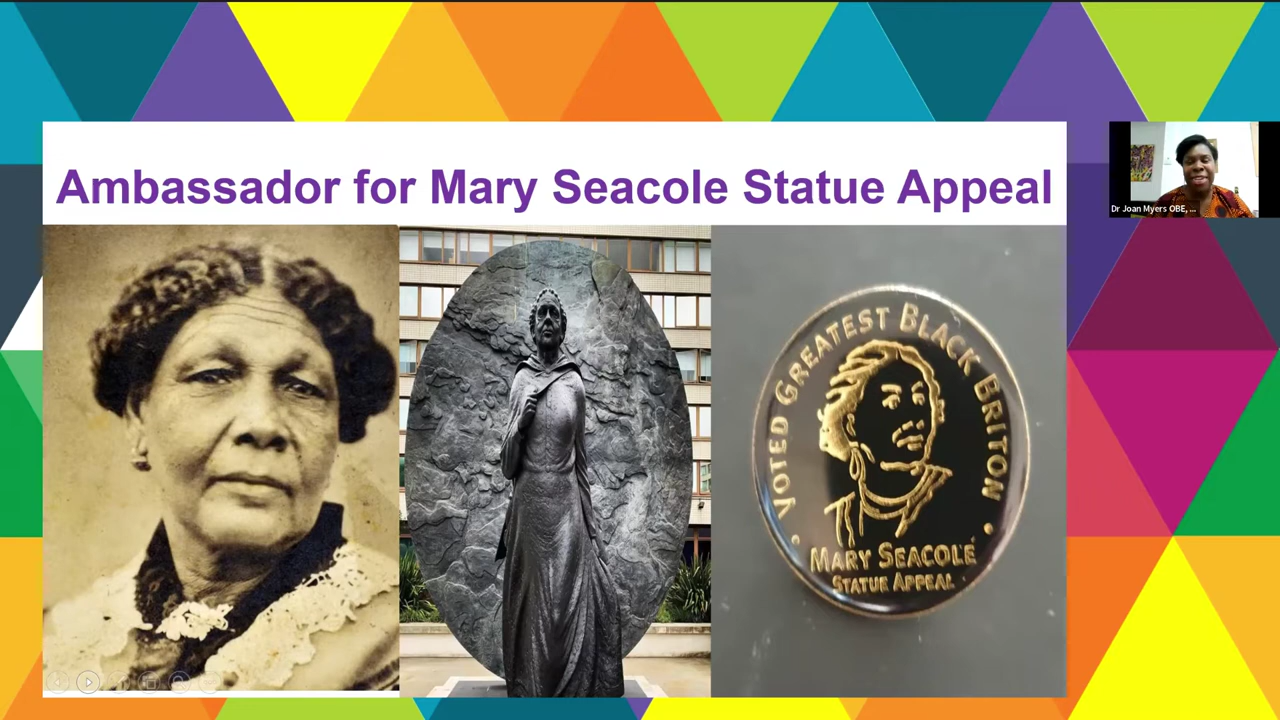 Ambassador for Mary Seacole Statue Appeal
Dr Joan Myers OBE, ...
VOTED GREATEST BLACK BRITON
MARY SEACOLE
STATUE APPEAL